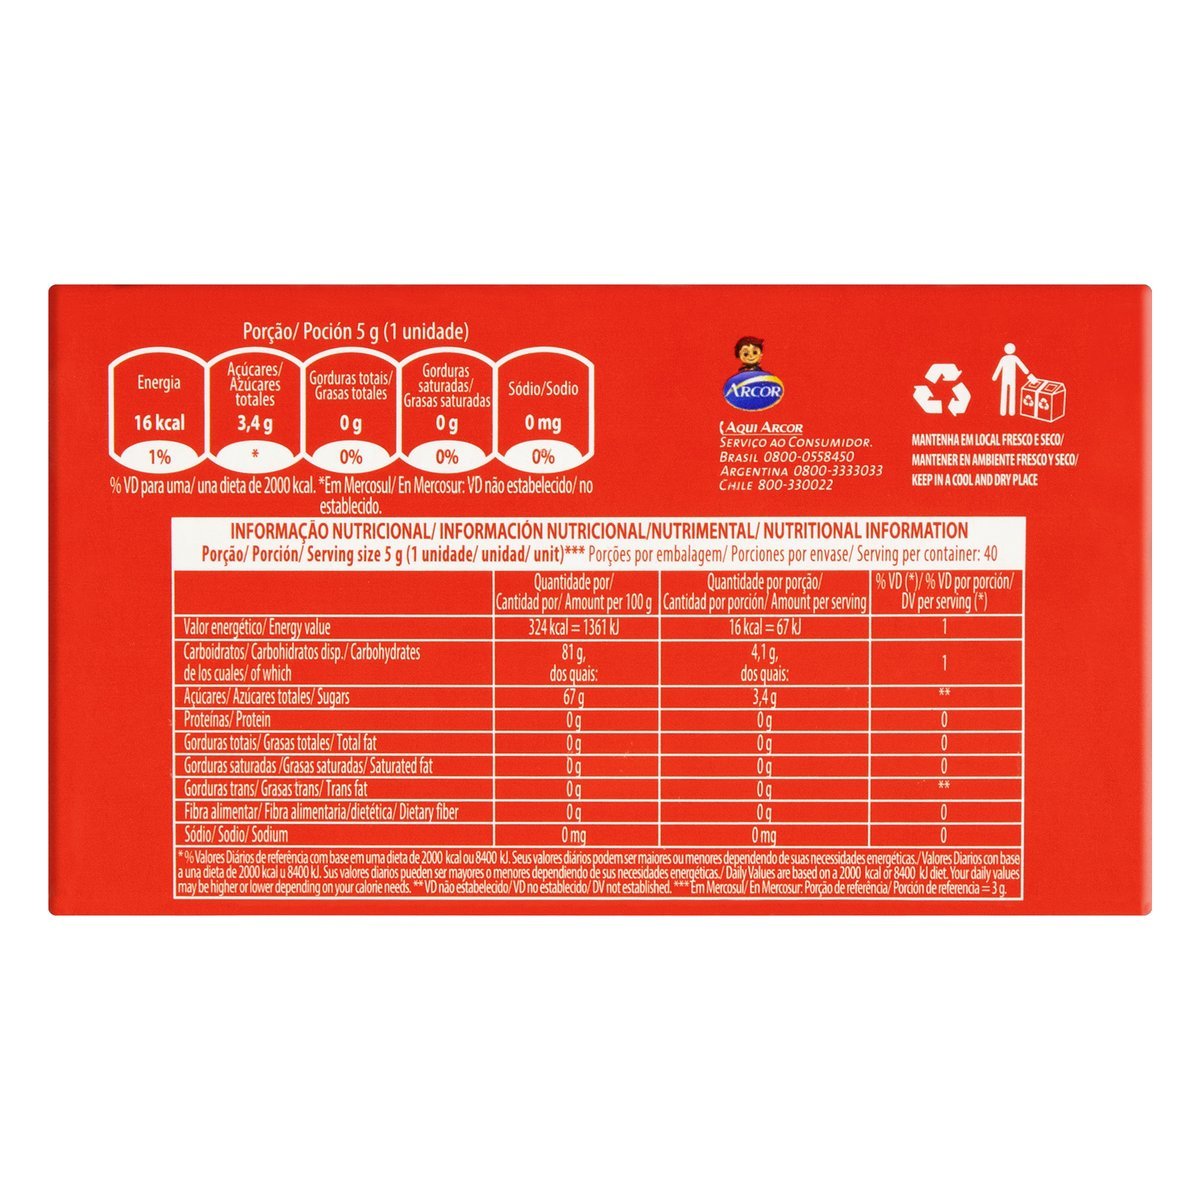 Porção/ Poción 5 g (1 unidade)
Energia
16 kcal
1%
Açúcares/
Azúcares
totales
3,4 g
*
Gorduras totais/
Grasas totales
0 g
0%
Gorduras
saturadas/
Grasas saturadas
0 g
0%
Sódio/Sodio
0 mg
0%
% VD para uma/ una dieta de 2000 kcal. *Em Mercosul/ En Mercosur: VD não estabelecido/ no
establecido.
ARCOR
(AQUI ARCOR
SERVIÇO AO CONSUMIDOR.
BRASIL 0800-0558450
ARGENTINA 0800-3333033
CHILE 800-330022
MANTENHA EM LOCAL FRESCO E SECO/
MANTENER EN AMBIENTE FRESCO Y SECO/
KEEP IN A COOL AND DRY PLACE
INFORMAÇÃO NUTRICIONAL/ INFORMACIÓN NUTRICIONAL/NUTRIMENTAL/ NUTRITIONAL INFORMATION
Porção/ Porción/ Serving size 5 g (1 unidade/ unidad/ unit)*** Porções por embalagem/ Porciones por envase/ Serving per container: 40
Quantidade por/ Cantidad por/ Amount per 100 g Quantidade por porção/ Cantidad por porción/ Amount per serving % VD (*)/ % VD por porción/ DV per serving (*)
Valor energético/ Energy value 324 kcal = 1361 kJ 16 kcal = 67 kJ 1
Carboidratos/ Carbohidratos disp./ Carbohydrates 81 g, 4,1 g, 1
de los cuales/ of which dos quais: dos quais:
Açúcares/ Azúcares totales/ Sugars 67 g 3,4 g **
Proteínas/ Protein 0 g 0 g 0
Gorduras totais/ Grasas totales/ Total fat 0 g 0 g 0
Gorduras saturadas /Grasas saturadas/ Saturated fat 0 g 0 g 0
Gorduras trans/ Grasas trans/ Trans fat 0 g 0 g **
Fibra alimentar/ Fibra alimentaria/dietética/ Dietary fiber 0 g 0 g 0
Sódio/ Sodio/ Sodium 0 mg 0 mg 0
*% Valores Diários de referência com base em uma dieta de 2000 kcal ou 8400 kJ. Seus valores diários podem ser maiores ou menores dependendo de suas necessidades energéticas./ Valores Diarios con base
a una dieta de 2000 kcal u 8400 kJ. Sus valores diarios pueden ser mayores o menores dependiendo de sus necesidades energéticas./ Daily Values are based on a 2000 kcal or 8400 kJ diet. Your daily values
may be higher or lower depending on your calorie needs. **VD não estabelecido/ VD no establecido/ DV not established. ***Em Mercosul/ En Mercosur: Porção de referência/ Porción de referencia = 3 g.